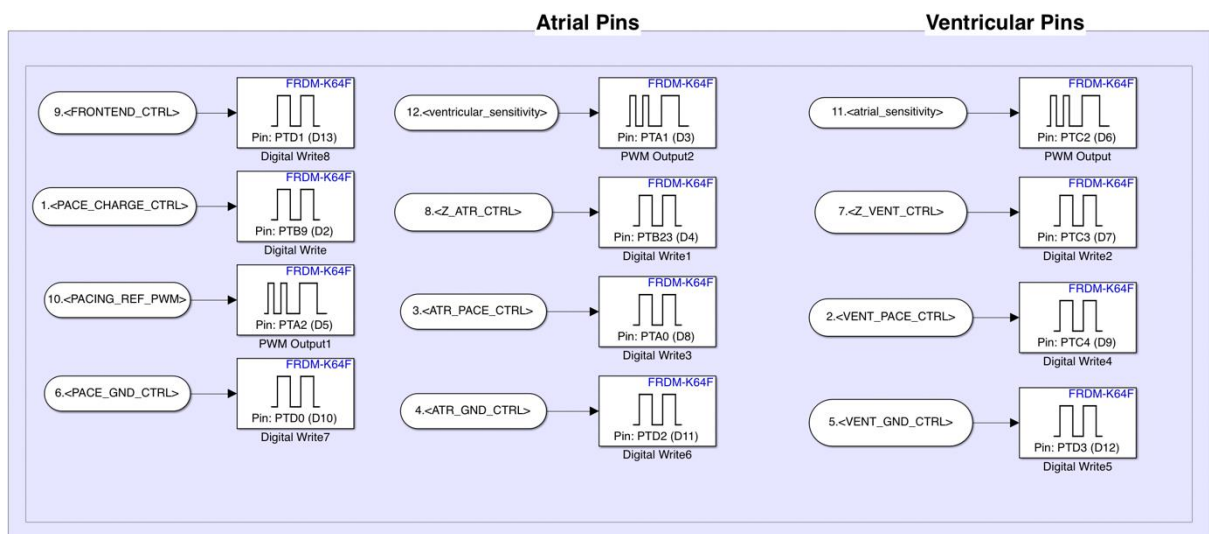 Atrial Pins
Ventricular Pins
FRDM-K64F
9.<FRONTEND_CTRL>
Pin: PTD1 (D13)
Digital Write8
FRDM-K64F
12.<ventricular_sensitivity>
Pin: PTA1 (D3)
PWM Output2
FRDM-K64F
11.<atrial_sensitivity>
Pin: PTC2 (D6)
PWM Output
FRDM-K64F
1.<PACE_CHARGE_CTRL>
Pin: PTB9 (D2)
Digital Write
FRDM-K64F
8.<Z_ATR_CTRL>
Pin: PTB23 (D4)
Digital Write1
FRDM-K64F
7.<Z_VENT_CTRL>
Pin: PTC3 (D7)
Digital Write2
FRDM-K64F
10.<PACING_REF_PWM>
Pin: PTA2 (D5)
PWM Output1
FRDM-K64F
3.<ATR_PACE_CTRL>
Pin: PTA0 (D8)
Digital Write3
FRDM-K64F
2.<VENT_PACE_CTRL>
Pin: PTC4 (D9)
Digital Write4
FRDM-K64F
6.<PACE_GND_CTRL>
Pin: PTD0 (D10)
Digital Write7
FRDM-K64F
4.<ATR_GND_CTRL>
Pin: PTD2 (D11)
Digital Write6
FRDM-K64F
5.<VENT_GND_CTRL>
Pin: PTD3 (D12)
Digital Write5